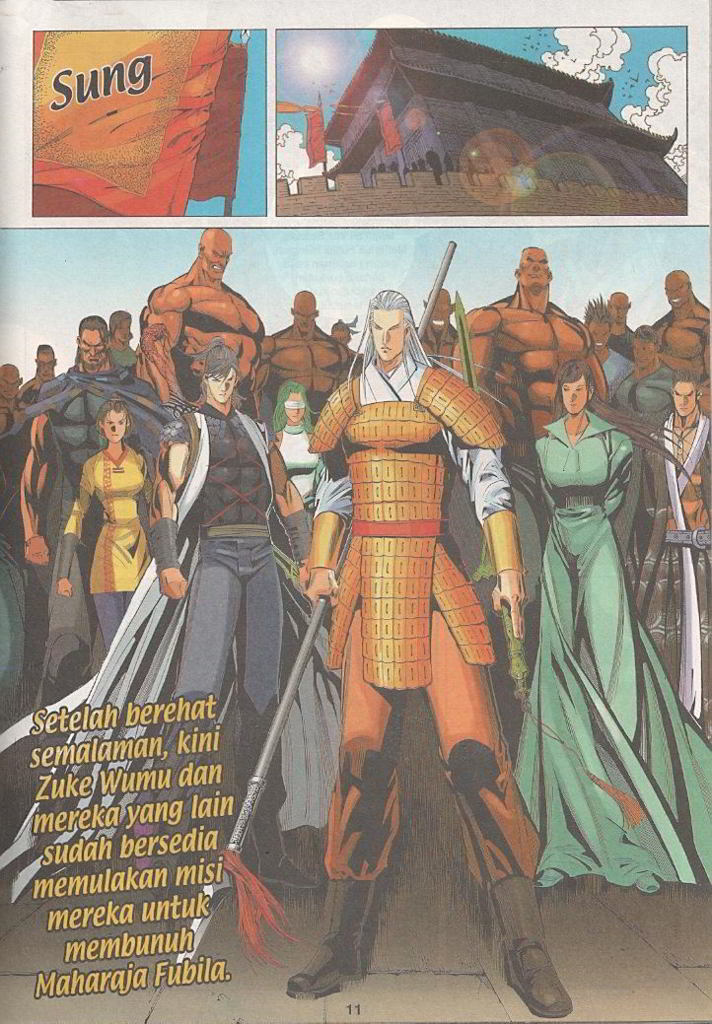 Sung
Setelah berehat
semalaman, kini
Zuke Wumu dan
mereka yang lain
sudah bersedia
memulakan misi
mereka untuk
membunuh
Maharaja Fubila.
11